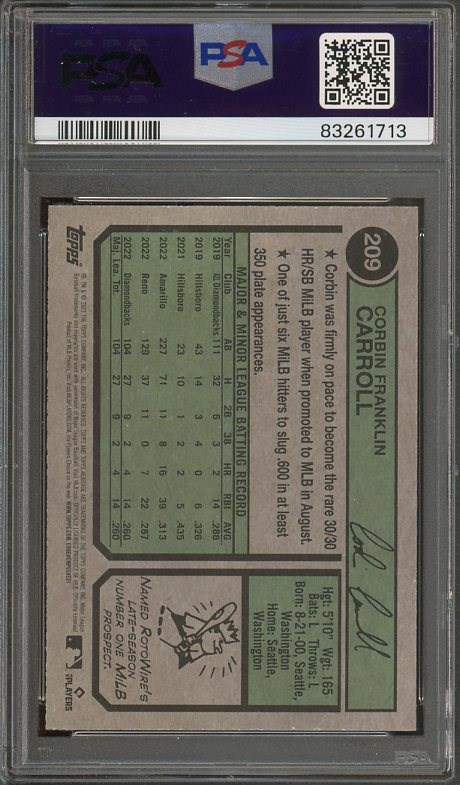 PSA
PSA
83261713
209
CORBIN FRANKLIN
CARROLL
Hgt: 5'10" Wgt: 165
Bats: L Throws: L
Born: 8-21-00, Seattle,
Washington
Home: Seattle,
Washington
★ Corbin was firmly on pace to become the rare 30/30
HR/SB MiLB player when promoted to MLB in August.
★ One of just six MiLB hitters to slug .600 in at least
350 plate appearances.
MAJOR & MINOR LEAGUE BATTING RECORD
Year Club AB H 2B 3B HR RBI AVG
2019 AZL Diamondbacks 111 32 6 3 2 14 .288
2019 Hillsboro 43 14 3 4 0 6 .326
2021 Hillsboro 23 10 1 2 2 5 .435
2022 Amarillo 227 71 11 8 16 39 .313
2022 Reno 129 37 11 0 7 22 .287
2022 Diamondbacks 104 27 9 2 4 14 .260
Maj. Lea. Tot. 104 27 9 2 4 14 .260
NAMED ROTOWIRE'S
LATE-SEASON
NUMBER ONE MiLB
PROSPECT.
Topps
PLAYERS